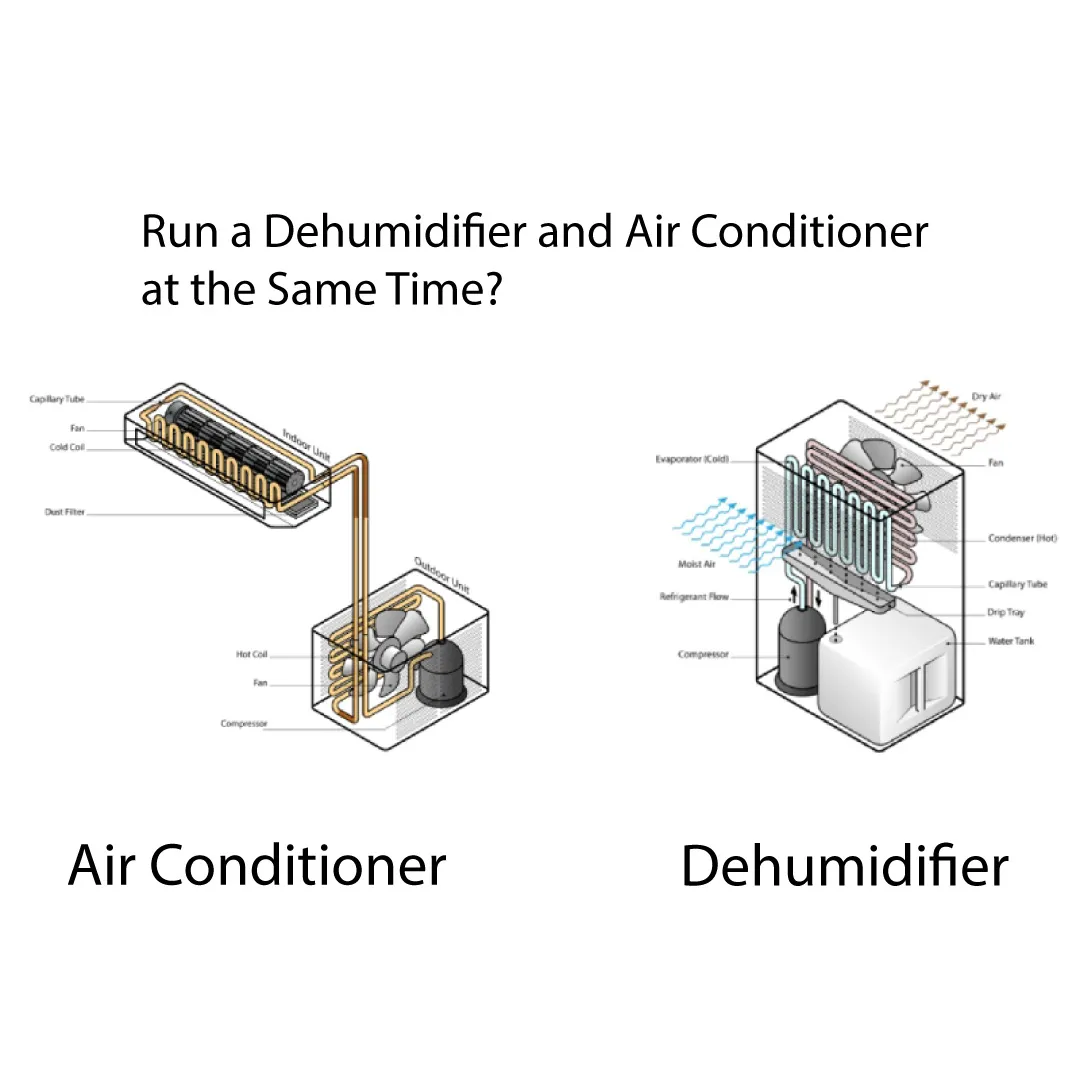 Run a Dehumidifier and Air Conditioner
at the Same Time?
Capillary Tube
Fan
Cold Coil
Dust Filter
Indoor Unit
Outdoor Unit
Hot Coil
Fan
Compressor
Dry Air
Evaporator (Cold)
Fan
Moist Air
Condenser (Hot)
Refrigerant Flow
Capillary Tube
Drip Tray
Compressor
Water Tank
Air Conditioner
Dehumidifier